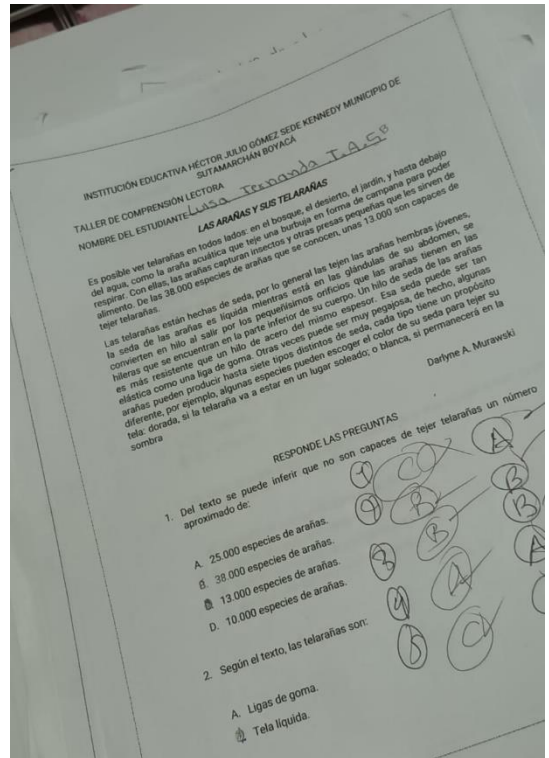 INSTITUCIÓN EDUCATIVA HÉCTOR JULIO GÓMEZ SEDE KENNEDY MUNICIPIO DE
SUTAMARCHÁN BOYACÁ
TALLER DE COMPRENSIÓN LECTORA
NOMBRE DEL ESTUDIANTE
LAS ARAÑAS Y SUS TELARAÑAS
Es posible ver telarañas en todos lados: en el bosque, el desierto, el jardín, y hasta debajo
del agua, como la araña acuática que teje una burbuja en forma de campana para poder
respirar. Con ellas, las arañas capturan insectos y otras presas pequeñas que les sirven de
alimento. De las 38.000 especies de arañas que se conocen, unas 13.000 son capaces de
tejer telarañas.
Las telarañas están hechas de seda, por lo general las tejen las arañas hembras jóvenes,
la seda de las arañas es líquida mientras está en las glándulas de su abdomen, se
convierten en hilo al salir por los pequeñísimos orificios que las arañas tienen en las
hileras que se encuentran en la parte inferior de su cuerpo. Un hilo de seda de las arañas
es más resistente que un hilo de acero del mismo espesor. Esa seda puede ser tan
elástica como una liga de goma. Otras veces puede ser muy pegajosa, de hecho, algunas
arañas pueden producir hasta siete tipos distintos de seda, cada tipo tiene un propósito
diferente, por ejemplo, algunas especies pueden escoger el color de su seda para tejer su
tela: dorada, si la telaraña va a estar en un lugar soleado; o blanca, si permanecerá en la
sombra
Darlyne A. Murawski
RESPONDE LAS PREGUNTAS
1. Del texto se puede inferir que no son capaces de tejer telarañas un número
aproximado de:
A. 25.000 especies de arañas.
B. 38.000 especies de arañas.
13.000 especies de arañas.
D. 10.000 especies de arañas.
2. Según el texto, las telarañas son:
A. Ligas de goma.
Tela líquida.
1 C A
B B
3 B B
4 A A
5 C